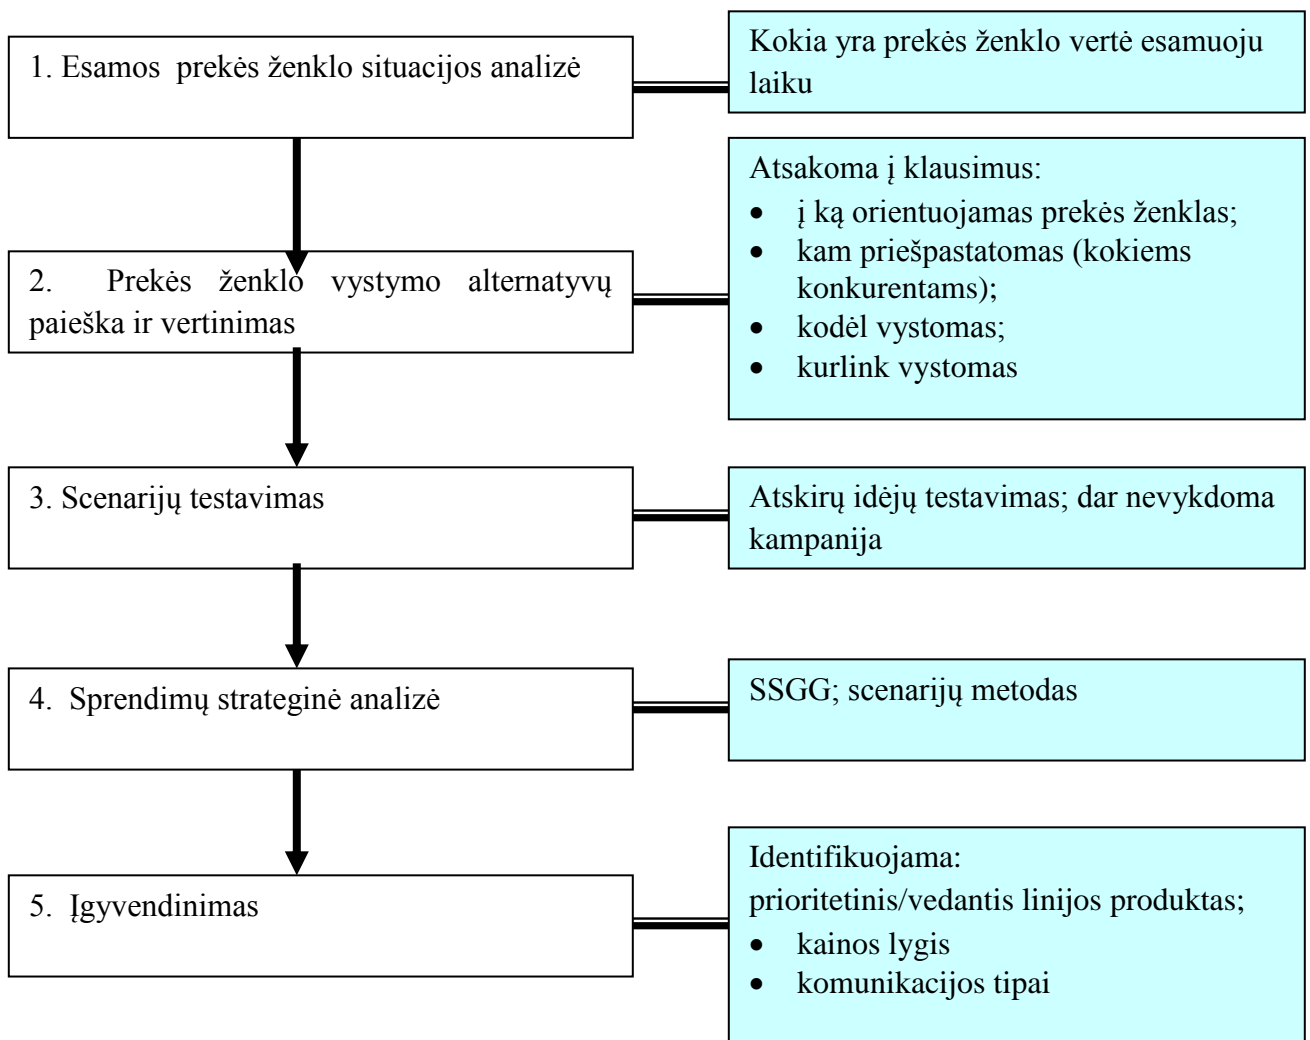 1. Esamos prekės ženklo situacijos analizė
Kokia yra prekės ženklo vertė esamuoju
laiku
2. Prekės ženklo vystymo alternatyvų
paieška ir vertinimas
Atsakoma į klausimus:
• į ką orientuojamas prekės ženklas;
• kam priešpastatomas (kokiems
konkurentams);
• kodėl vystomas;
• kurlink vystomas
3. Scenarijų testavimas
Atskirų idėjų testavimas; dar nevykdoma
kampanija
4. Sprendimų strateginė analizė
SSGG; scenarijų metodas
5. Įgyvendinimas
Identifikuojama:
prioritetinis/vedantis linijos produktas;
• kainos lygis
• komunikacijos tipai